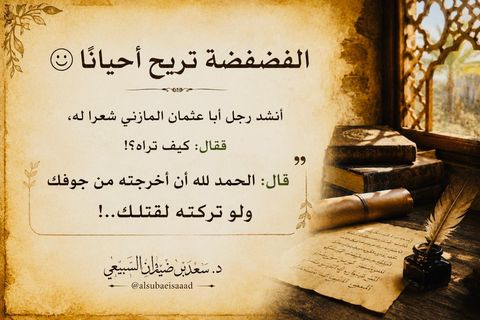 الفضفضة تريح أحيانًا ☺
أنشد رجل أبا عثمان المازني شعرا له،
فقال: كيف تراه؟!
”
قال: الحمد لله أن أخرجته من جوفك
ولو تركته لقتلك..!
د. سعد بن ضيدان السبيعي
@alsubaeisaaad